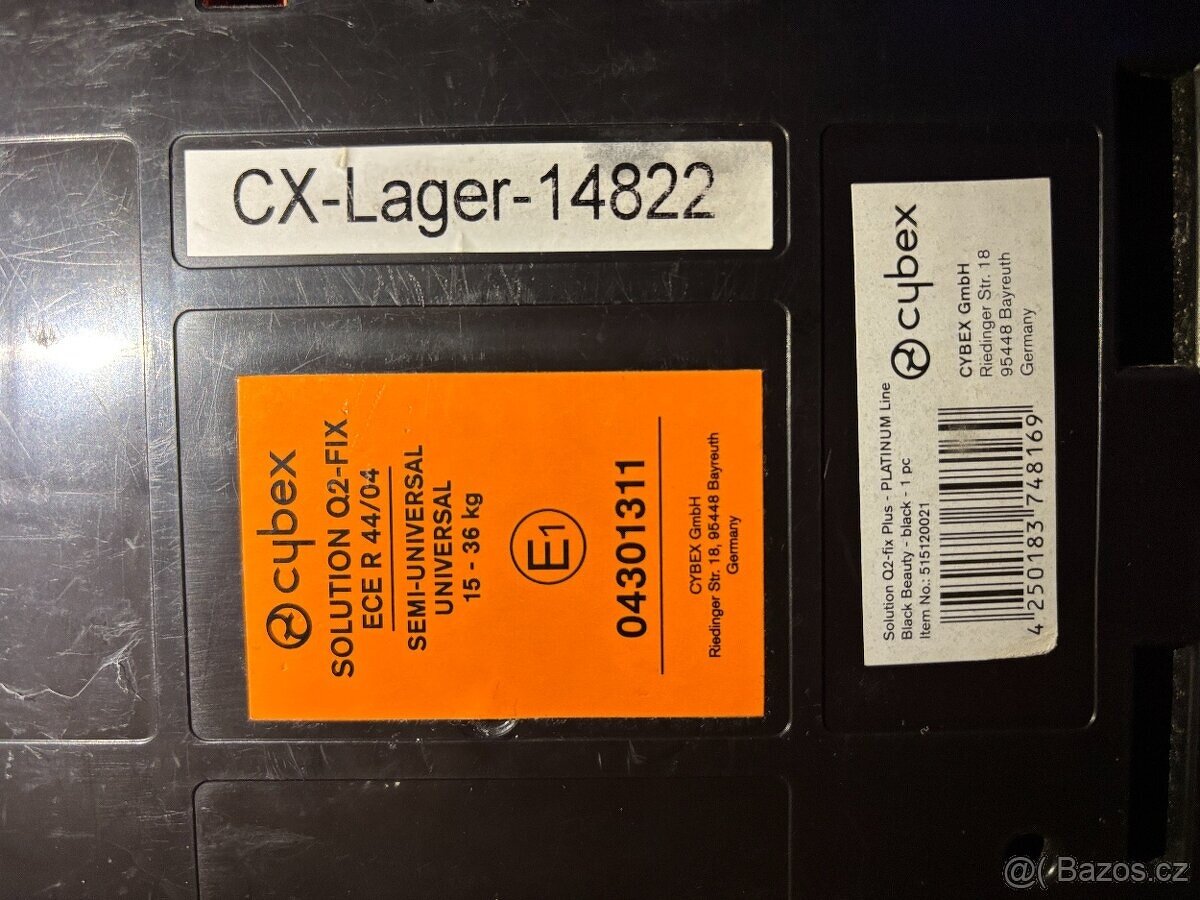 CX-Lager-14822
cybex
SOLUTION Q2-FIX
ECE R 44/04
SEMI-UNIVERSAL
UNIVERSAL
15 - 36 kg
E1
04301311
CYBEX GmbH
Riedinger Str. 18, 95448 Bayreuth
Germany
Solution Q2-fix Plus - PLATINUM Line
Black Beauty - black - 1 pc
Item No.: 515120021
4 250183 748169
cybex
CYBEX GmbH
Riedinger Str. 18
95448 Bayreuth
Germany
@( Bazos.cz